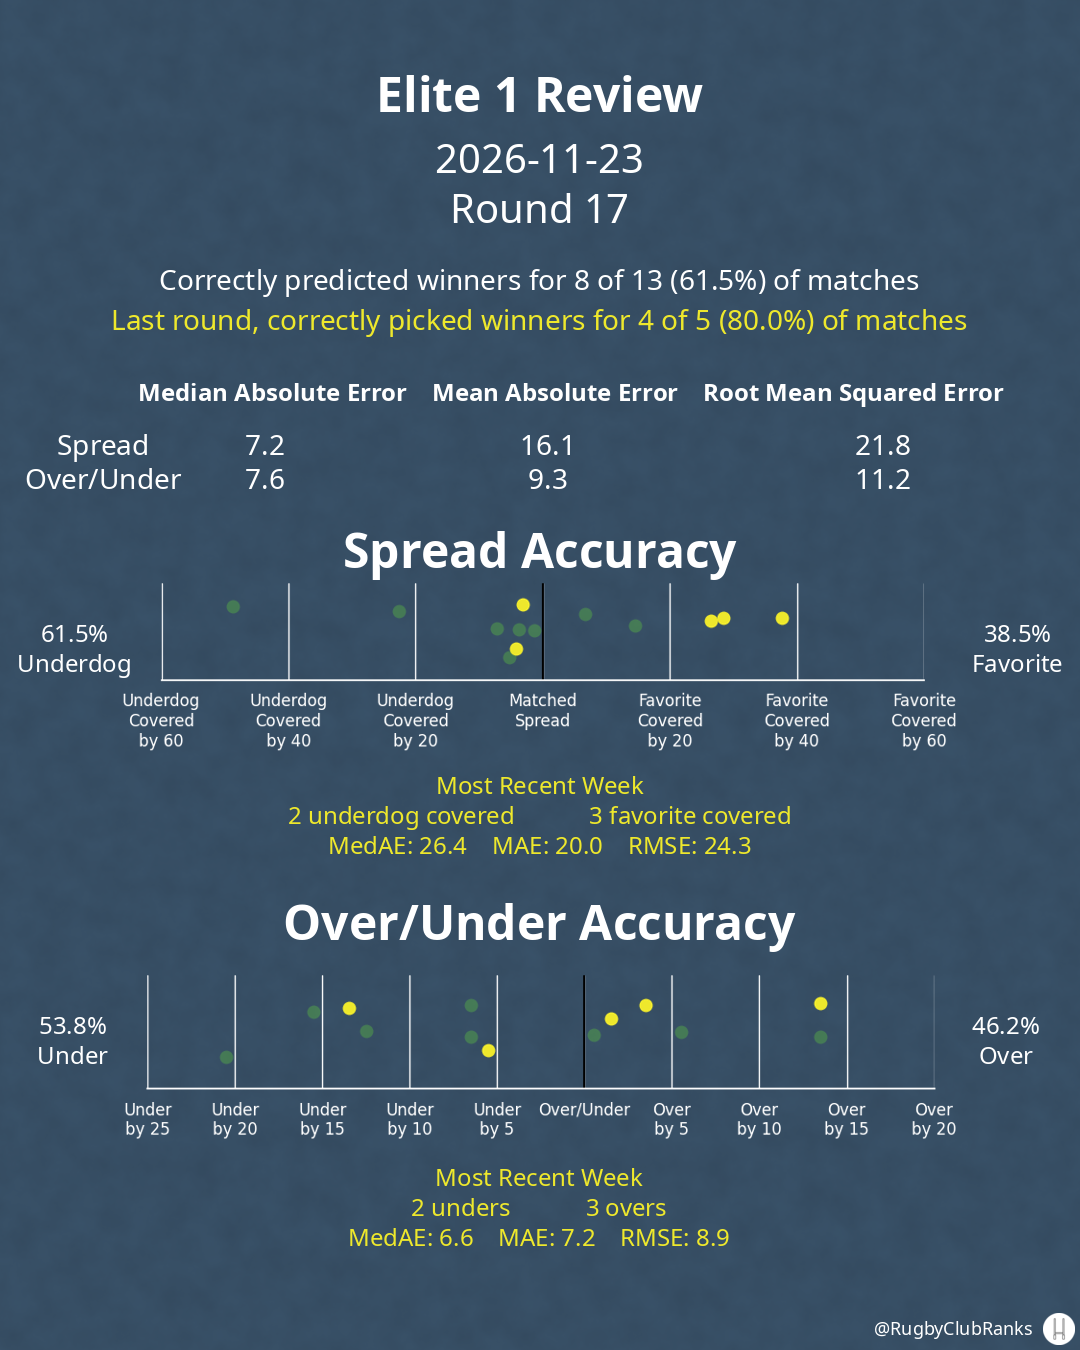 Elite 1 Review
2026-11-23
Round 17
Correctly predicted winners for 8 of 13 (61.5%) of matches
Last round, correctly picked winners for 4 of 5 (80.0%) of matches
Median Absolute Error Mean Absolute Error Root Mean Squared Error
Spread 7.2 16.1 21.8
Over/Under 7.6 9.3 11.2
Spread Accuracy
61.5%
Underdog
38.5%
Favorite
Underdog Underdog Underdog Matched Favorite Favorite Favorite
Covered Covered Covered Spread Covered Covered Covered
by 60 by 40 by 20 by 20 by 40 by 60
Most Recent Week
2 underdog covered 3 favorite covered
MedAE: 26.4 MAE: 20.0 RMSE: 24.3
Over/Under Accuracy
53.8%
Under
46.2%
Over
Under Under Under Under Under Over/Under Over Over Over Over
by 25 by 20 by 15 by 10 by 5 by 5 by 10 by 15 by 20
Most Recent Week
2 unders 3 overs
MedAE: 6.6 MAE: 7.2 RMSE: 8.9
@RugbyClubRanks